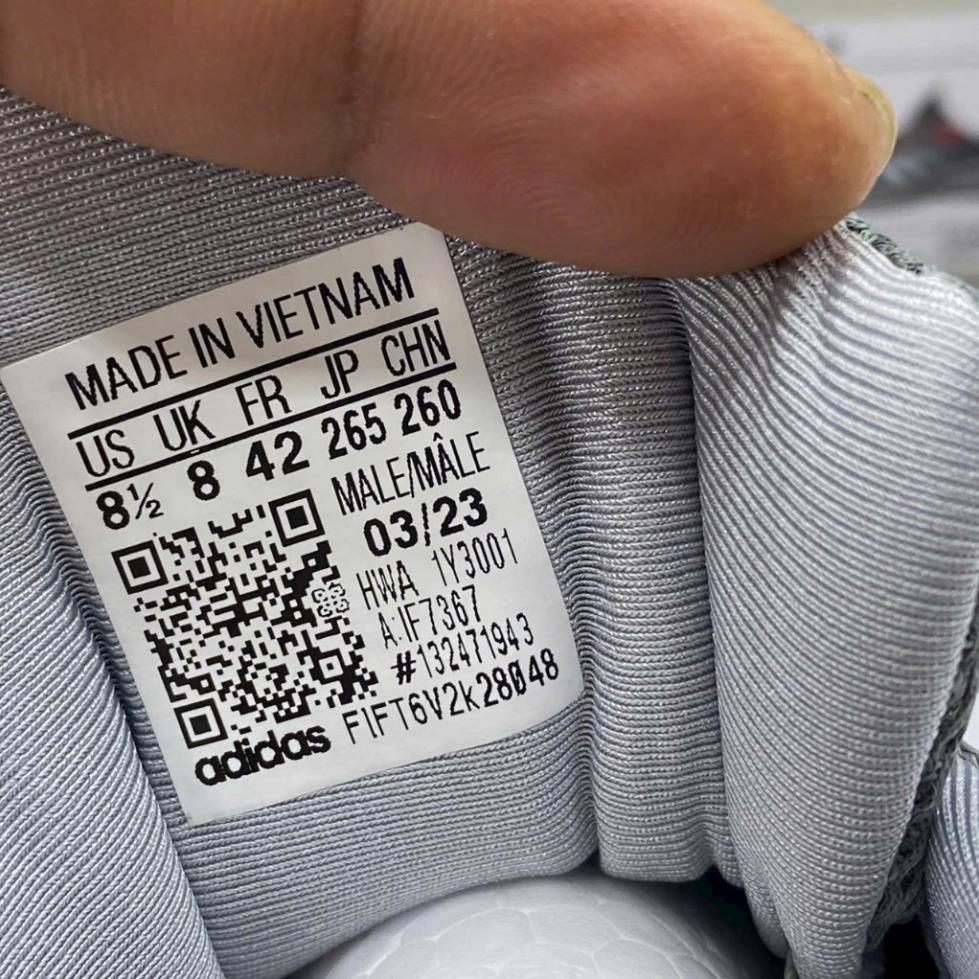 MADE IN VIETNAM
US UK FR JP CHN
8½ 8 42 265 260
MALE/MÂLE
03/23
HWA 1Y3001
A:IF7367
#132471943
F1FT6V2k28Ø48
adidas